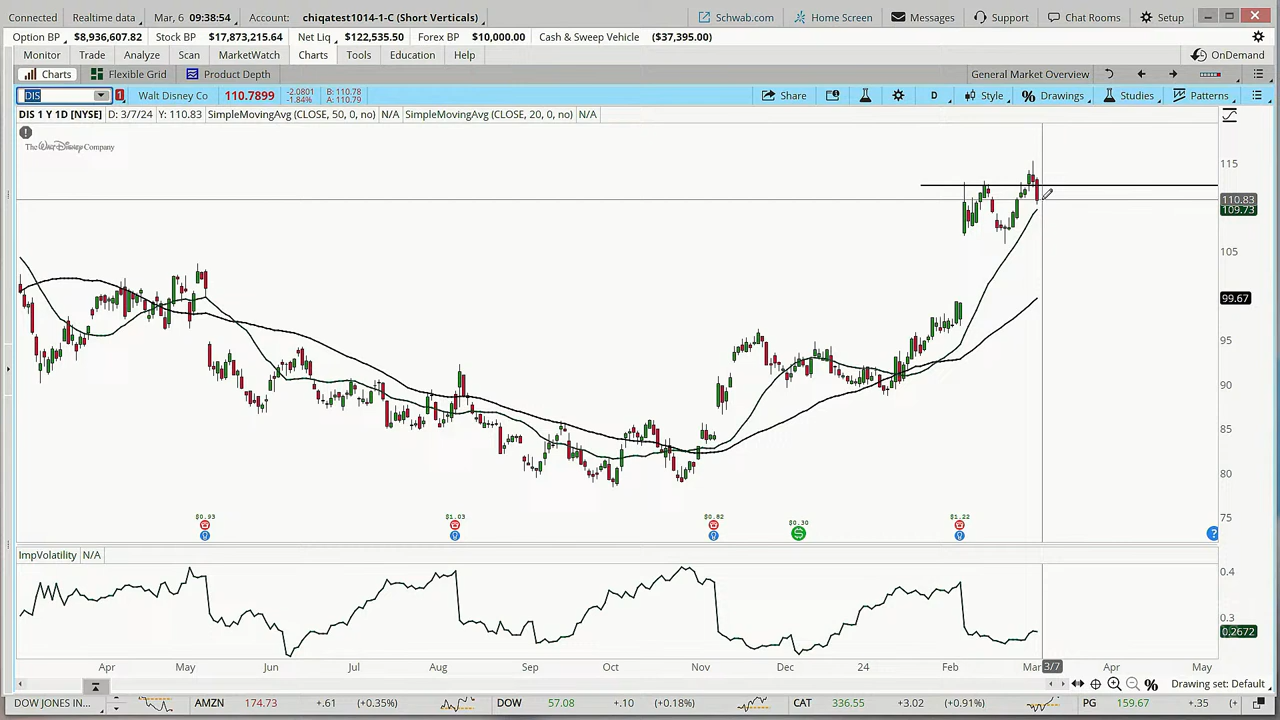 Connected Realtime data Mar, 6 09:38:54 Account: chiqatest1014-1-C (Short Verticals) Schwab.com Home Screen Messages Support Chat Rooms Setup
Option BP $8,936,607.82 Stock BP $17,873,215.64 Net Liq $122,535.50 Forex BP $10,000.00 Cash & Sweep Vehicle ($37,395.00)
Monitor Trade Analyze Scan MarketWatch Charts Tools Education Help OnDemand
Charts Flexible Grid Product Depth General Market Overview
DIS 1 Walt Disney Co 110.7899 -2.0801 -1.84% B: 110.78 A: 110.79 Share D Style Drawings Studies Patterns
DIS 1 Y 1D [NYSE] D: 3/7/24 Y: 110.83 SimpleMovingAvg (CLOSE, 50, 0, no) N/A SimpleMovingAvg (CLOSE, 20, 0, no) N/A
The Walt Disney Company
115
110.83
109.73
105
99.67
95
90
85
80
75
$0.93 $1.03 $0.82 $0.30 $1.22
ImpVolatility N/A
0.4
0.3
0.2672
Apr May Jun Jul Aug Sep Oct Nov Dec 24 Feb Mar 3/7 Apr May
Drawing set: Default
DOW JONES IN... AMZN 174.73 +.61 (+0.35%) DOW 57.08 +.10 (+0.18%) CAT 336.55 +3.02 (+0.91%) PG 159.67 +.35